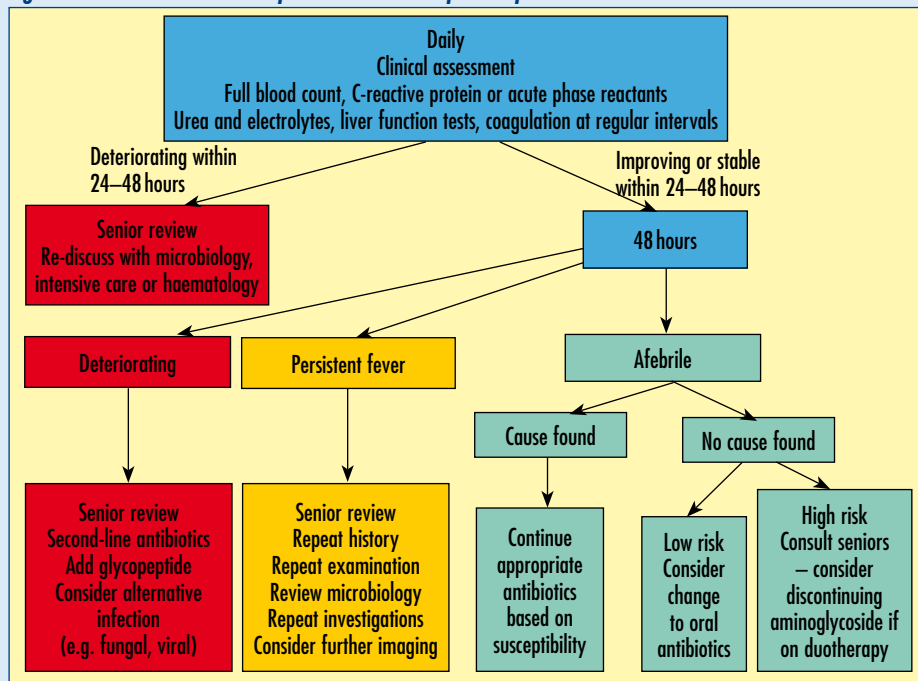 Daily
Clinical assessment
Full blood count, C-reactive protein or acute phase reactants
Urea and electrolytes, liver function tests, coagulation at regular intervals
Deteriorating within
24–48 hours
Improving or stable
within 24–48 hours
Senior review
Re-discuss with microbiology,
intensive care or haematology
48 hours
Deteriorating
Persistent fever
Afebrile
Cause found
No cause found
Senior review
Second-line antibiotics
Add glycopeptide
Consider alternative
infection
(e.g. fungal, viral)
Senior review
Repeat history
Repeat examination
Review microbiology
Repeat investigations
Consider further imaging
Continue
appropriate
antibiotics
based on
susceptibility
Low risk
Consider
change
to oral
antibiotics
High risk
Consult seniors
– consider
discontinuing
aminoglycoside if
on duotherapy